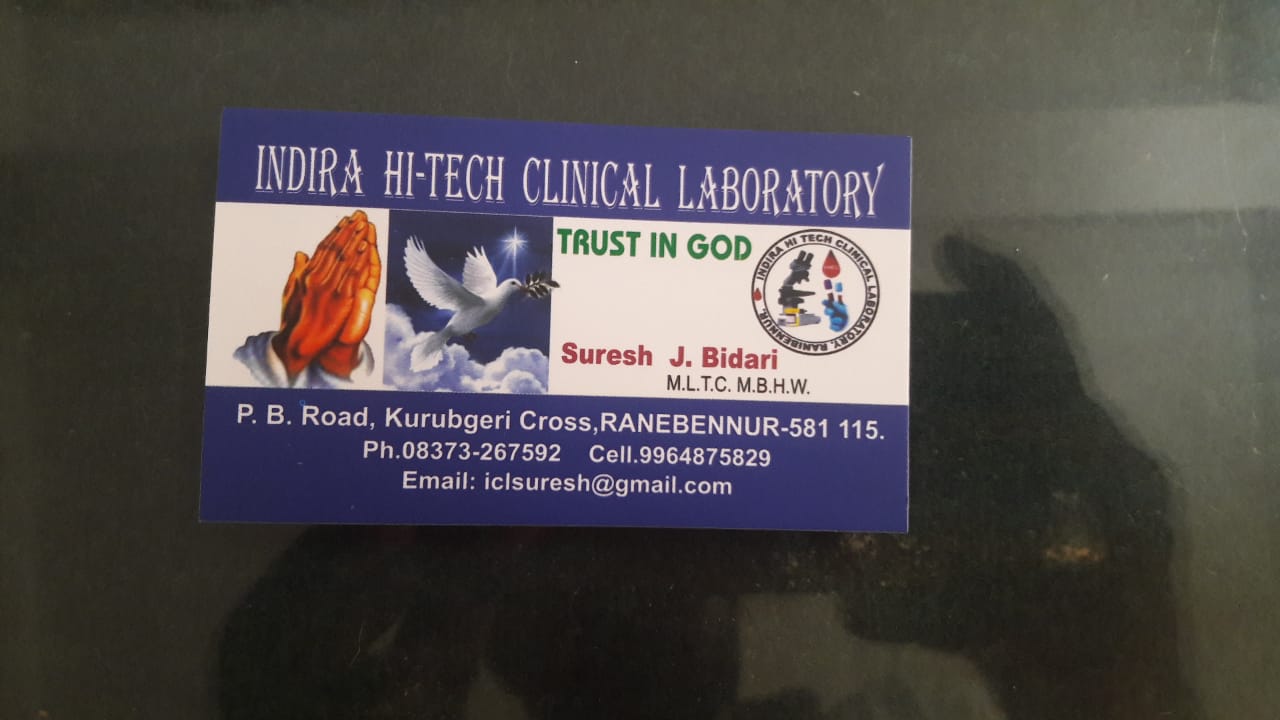 INDIRA HI-TECH CLINICAL LABORATORY
TRUST IN GOD
INDIRA HI TECH CLINICAL LABORATORY, RANIBENNUR.
Suresh J. Bidari
M.L.T.C. M.B.H.W.
P. B. Road, Kurubgeri Cross,RANEBENNUR-581 115.
Ph.08373-267592 Cell.9964875829
Email: iclsuresh@gmail.com